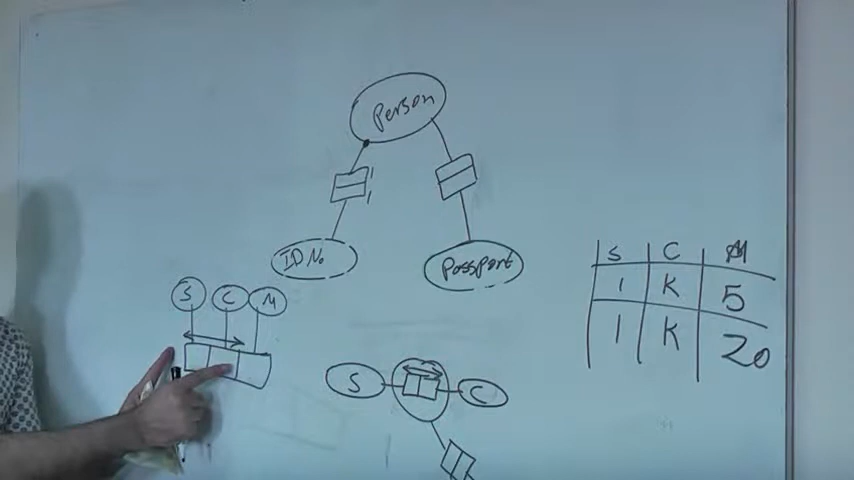 Person
ID No
Passport
S C M
1 K 5
1 K 20
S C M
S C